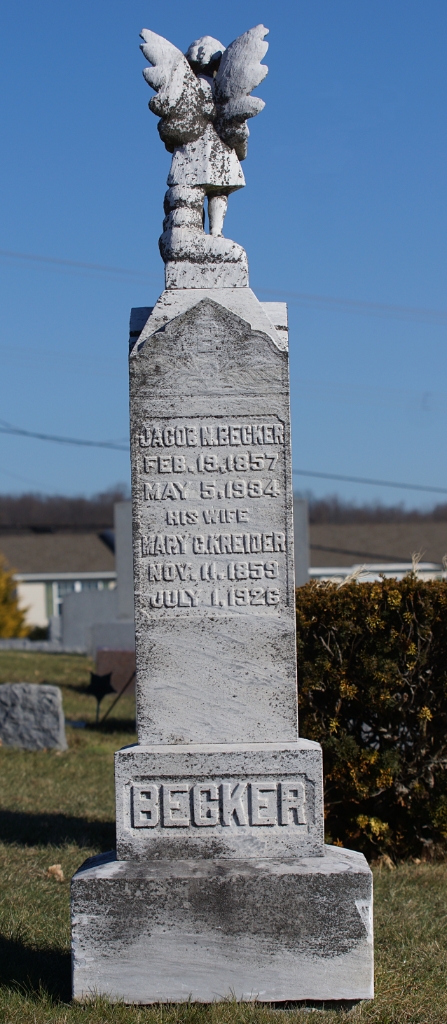 JACOB N. BECKER
FEB. 19, 1857
MAY 5, 1934
HIS WIFE
MARY C. KREIDER
NOV. 11, 1859
JULY 1, 1926
BECKER